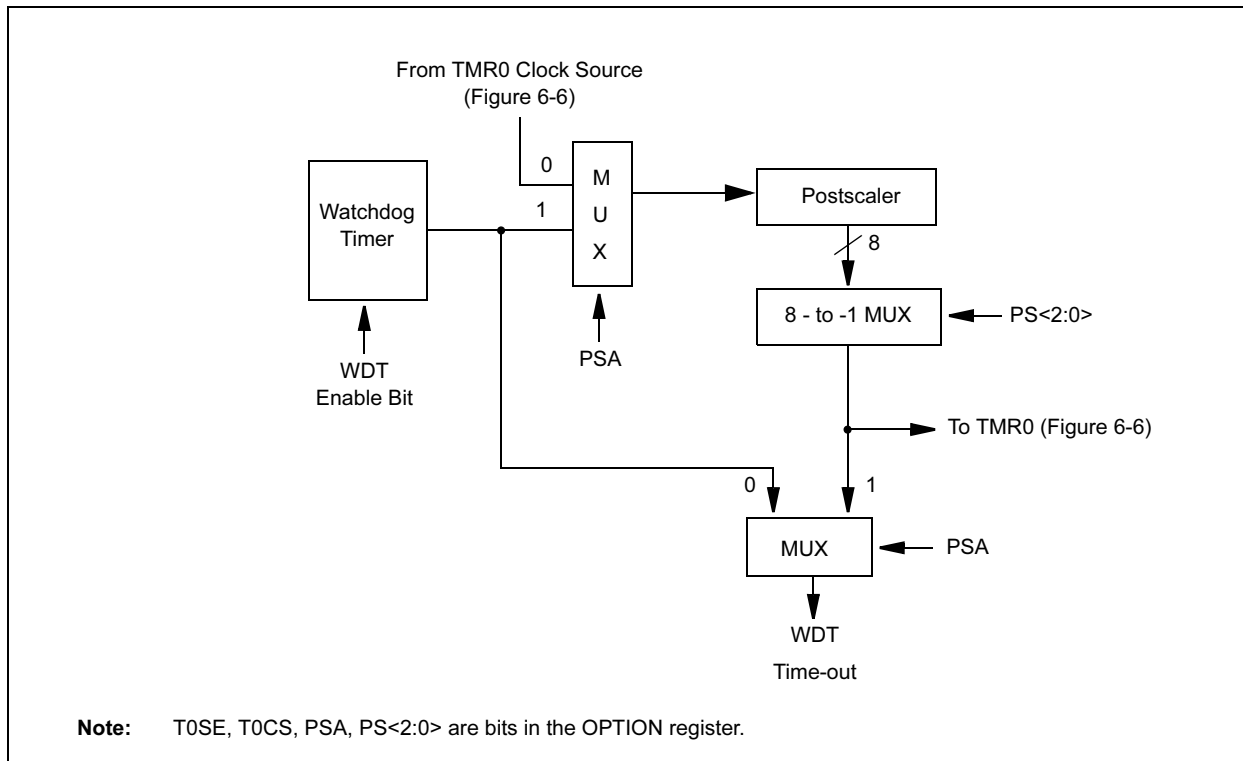 From TMR0 Clock Source
(Figure 6-6)
0
M
U
X
Postscaler
Watchdog
Timer
1
8
8 - to -1 MUX
PS<2:0>
PSA
WDT
Enable Bit
To TMR0 (Figure 6-6)
0
1
MUX
PSA
WDT
Time-out
Note: T0SE, T0CS, PSA, PS<2:0> are bits in the OPTION register.